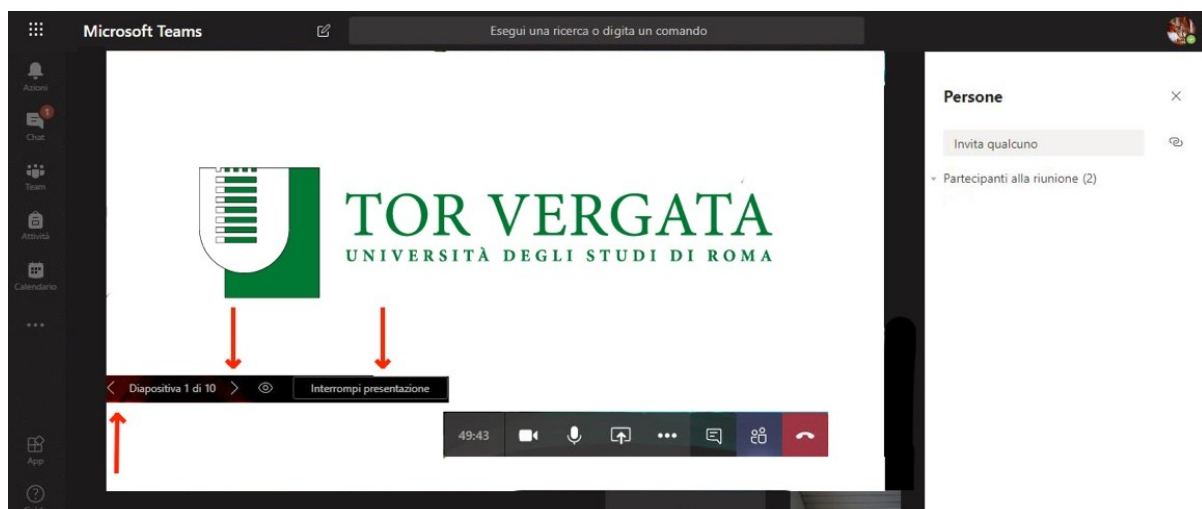 Microsoft Teams
Esegui una ricerca o digita un comando
Azioni
1
Chat
Team
Attività
Calendario
App
TOR VERGATA
UNIVERSITÀ DEGLI STUDI DI ROMA
Diapositiva 1 di 10
Interrompi presentazione
49:43
Persone
Invita qualcuno
Partecipanti alla riunione (2)